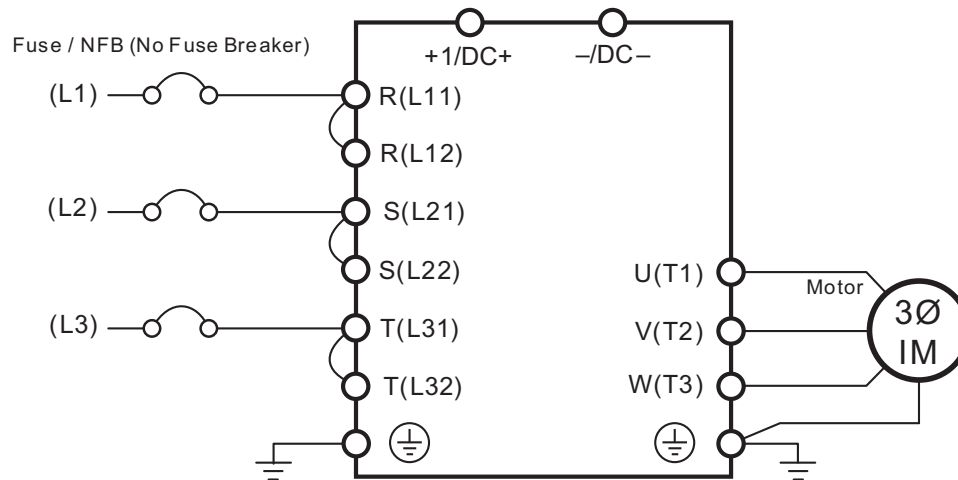 +1/DC+ –/DC–
Fuse / NFB (No Fuse Breaker)
(L1) R(L11)
R(L12)
(L2) S(L21)
S(L22) U(T1)
Motor
(L3) T(L31) V(T2) 3Ø
IM
T(L32) W(T3)